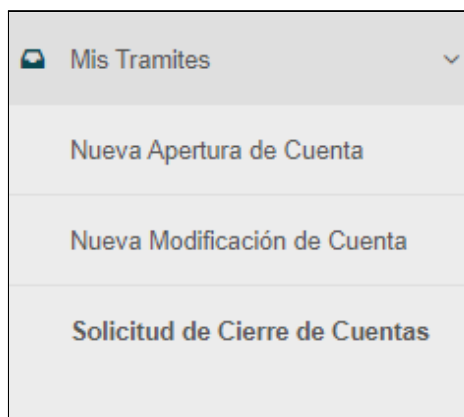 Mis Tramites
Nueva Apertura de Cuenta
Nueva Modificación de Cuenta
Solicitud de Cierre de Cuentas